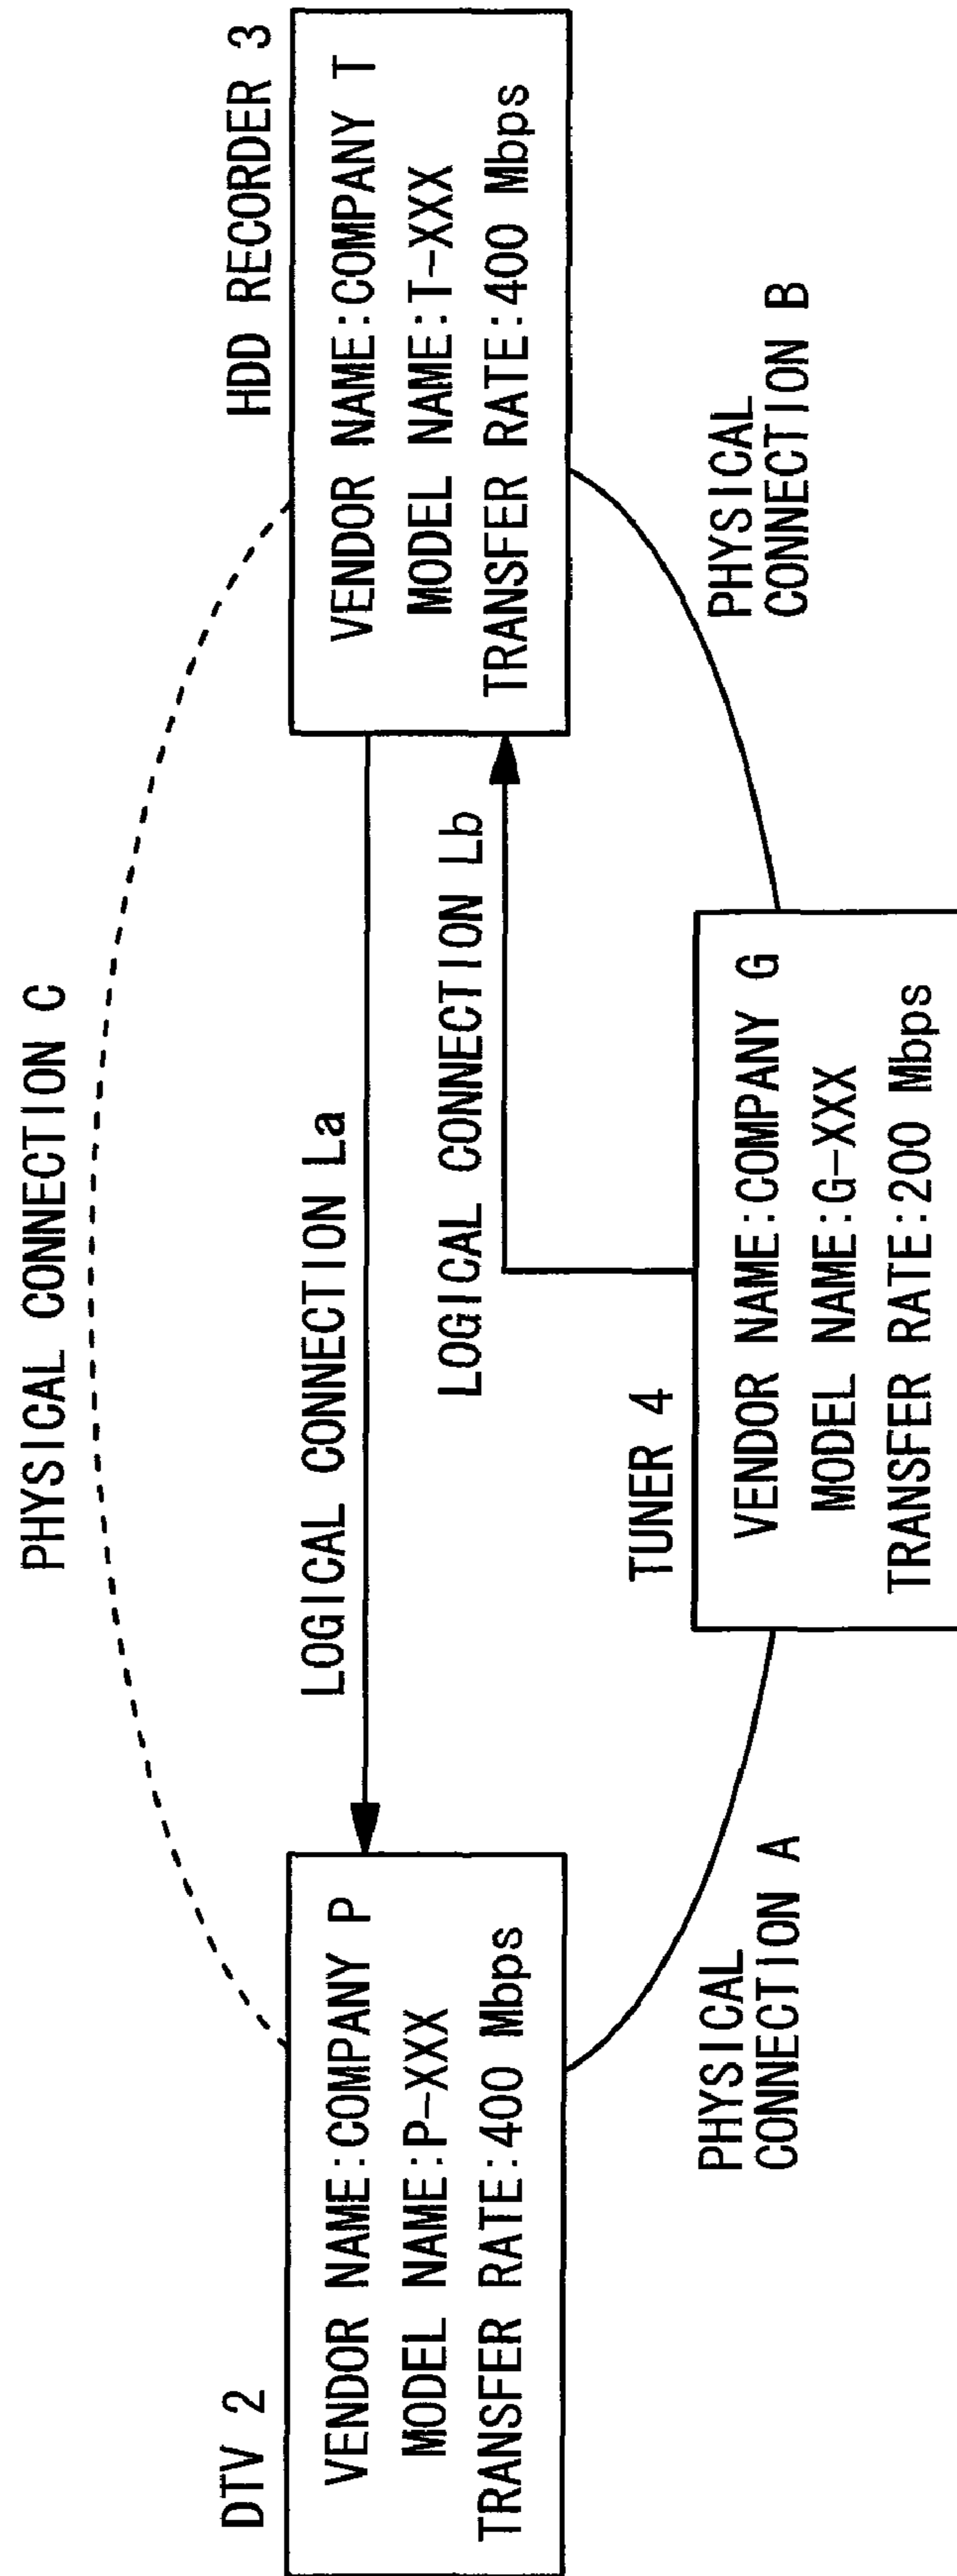 PHYSICAL CONNECTION C
DTV 2
VENDOR NAME:COMPANY P
MODEL NAME:P-XXX
TRANSFER RATE:400 Mbps
HDD RECORDER 3
VENDOR NAME:COMPANY T
MODEL NAME:T-XXX
TRANSFER RATE:400 Mbps
LOGICAL CONNECTION La
LOGICAL CONNECTION Lb
TUNER 4
VENDOR NAME:COMPANY G
MODEL NAME:G-XXX
TRANSFER RATE:200 Mbps
PHYSICAL
CONNECTION A
PHYSICAL
CONNECTION B